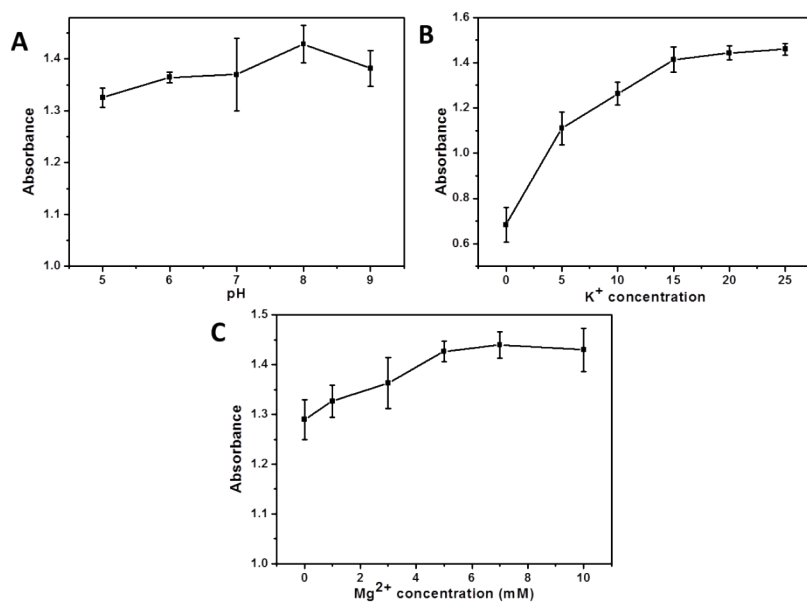 A
Absorbance
1.4
1.3
1.2
1.1
1.0
5 6 7 8 9
pH
B
Absorbance
1.6
1.4
1.2
1.0
0.8
0.6
0 5 10 15 20 25
K⁺ concentration
C
Absorbance
1.5
1.4
1.3
1.2
1.1
1.0
0 2 4 6 8 10
Mg²⁺ concentration (mM)